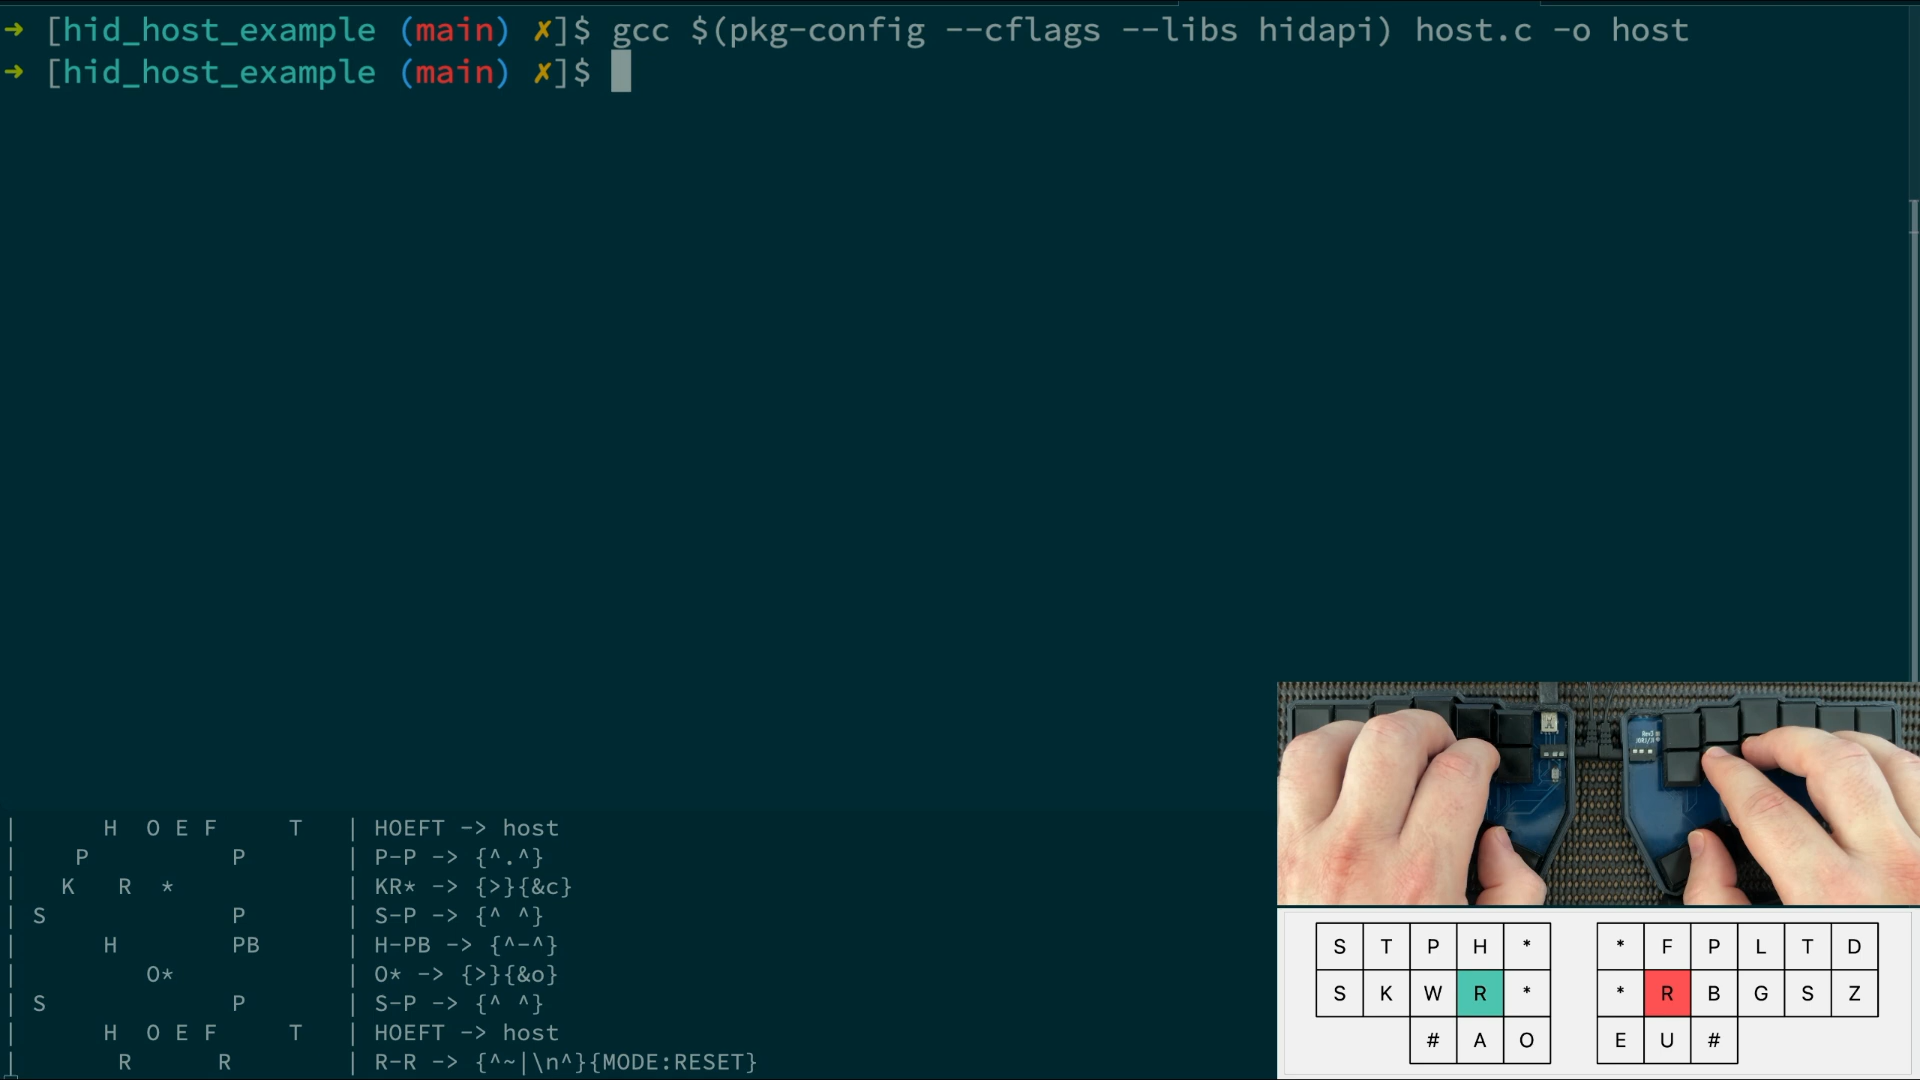 → [hid_host_example (main) ✗]$ gcc $(pkg-config --cflags --libs hidapi) host.c -o host
→ [hid_host_example (main) ✗]$
| H O E F T | HOEFT -> host
| P P | P-P -> {^.^}
| K R * | KR* -> {>}{&c}
| S P | S-P -> {^ ^}
| H PB | H-PB -> {^-^}
| O* | O* -> {>}{&o}
| S P | S-P -> {^ ^}
| H O E F T | HOEFT -> host
| R R | R-R -> {^~|\n^}{MODE:RESET}
S T P H * * F P L T D
S K W R * * R B G S Z
# A O E U #